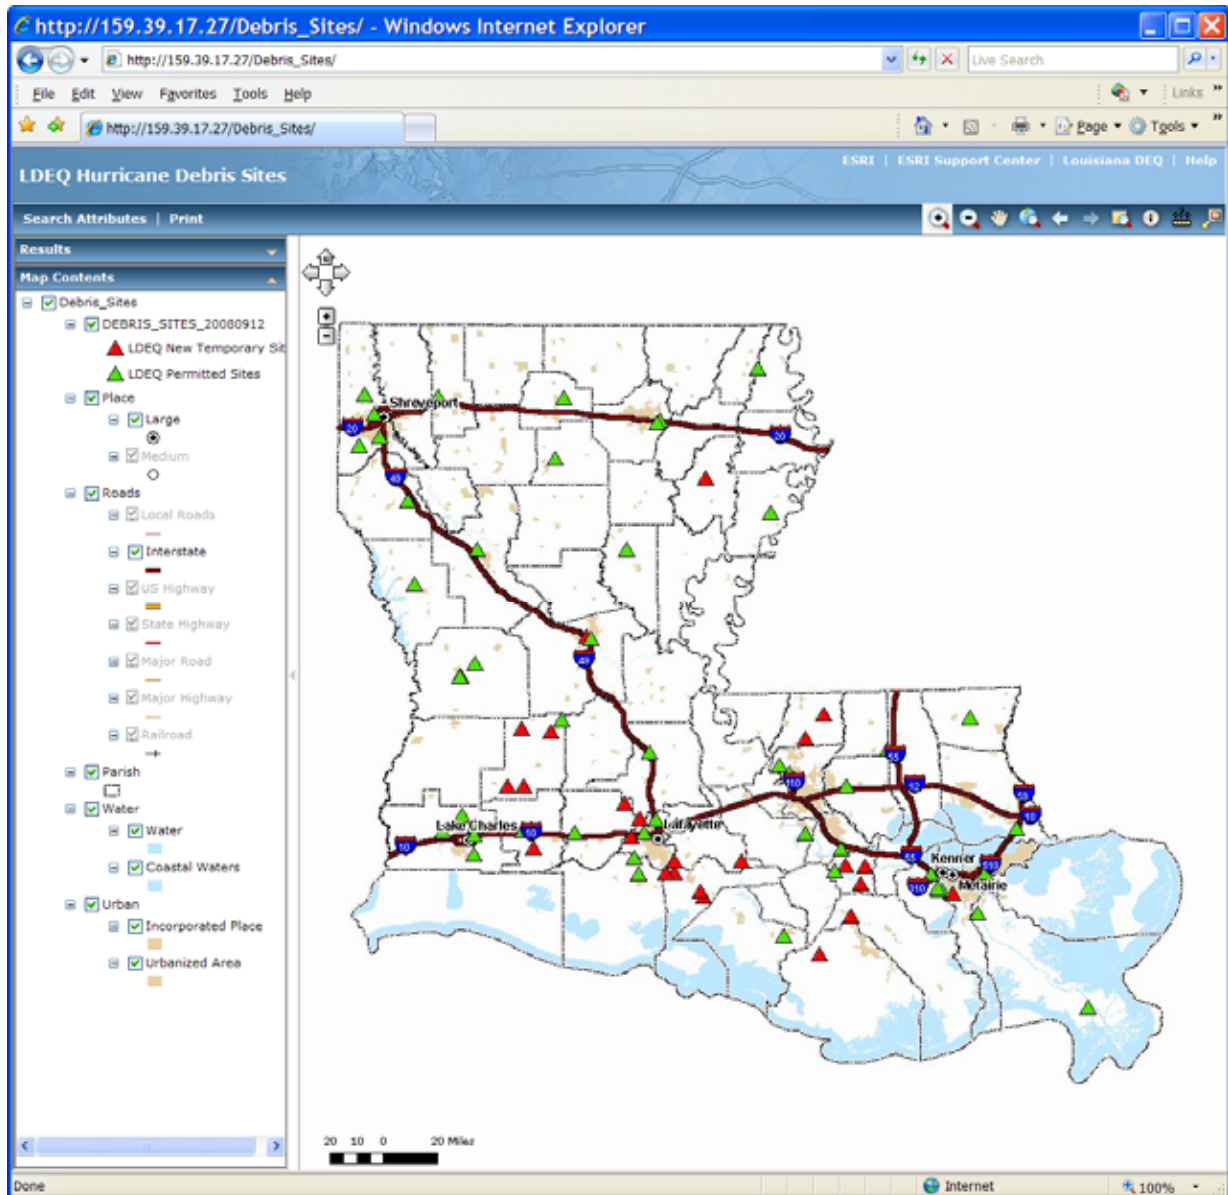 http://159.39.17.27/Debris_Sites/ - Windows Internet Explorer
http://159.39.17.27/Debris_Sites/
Live Search
File Edit View Favorites Tools Help
Links »
http://159.39.17.27/Debris_Sites/
Page Tools »
ESRI | ESRI Support Center | Louisiana DEQ | Help
LDEQ Hurricane Debris Sites
Search Attributes | Print
Results
Map Contents
Debris_Sites
DEBRIS_SITES_20080912
LDEQ New Temporary Sit
LDEQ Permitted Sites
Place
Large
Medium
Roads
Local Roads
Interstate
US Highway
State Highway
Major Road
Major Highway
Railroad
Parish
Water
Water
Coastal Waters
Urban
Incorporated Place
Urbanized Area
Shreveport
20
20
49
49
55
110
12
59
10
Lake Charles
10
Lafayette
10
55
Kenner
510
310
Metairie
20 10 0 20 Miles
Done
Internet
100%